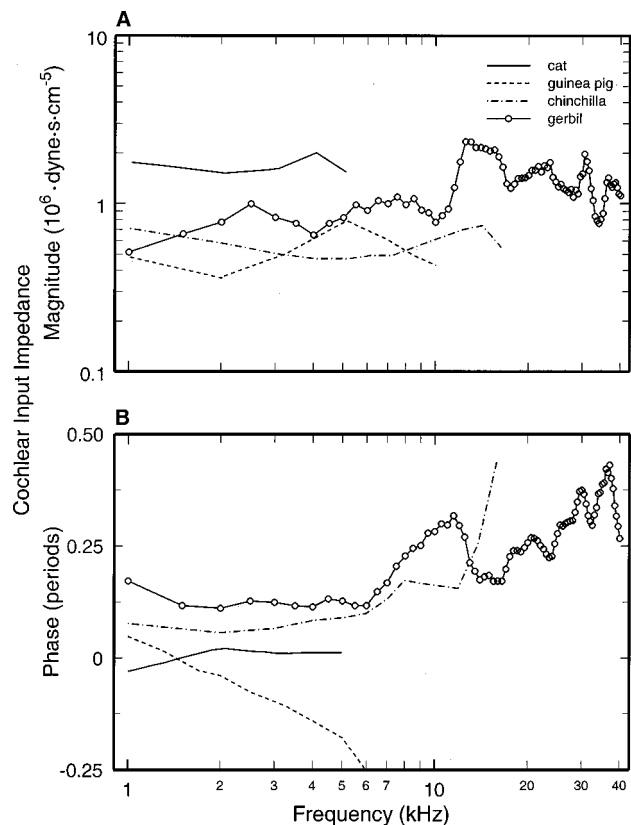 A
10
1
0.1
Magnitude (10⁶ ·dyne·s·cm⁻⁵)
cat
guinea pig
chinchilla
gerbil
Cochlear Input Impedance
B
0.50
0.25
0
-0.25
Phase (periods)
1 2 3 4 5 6 7 10 20 30 40
Frequency (kHz)